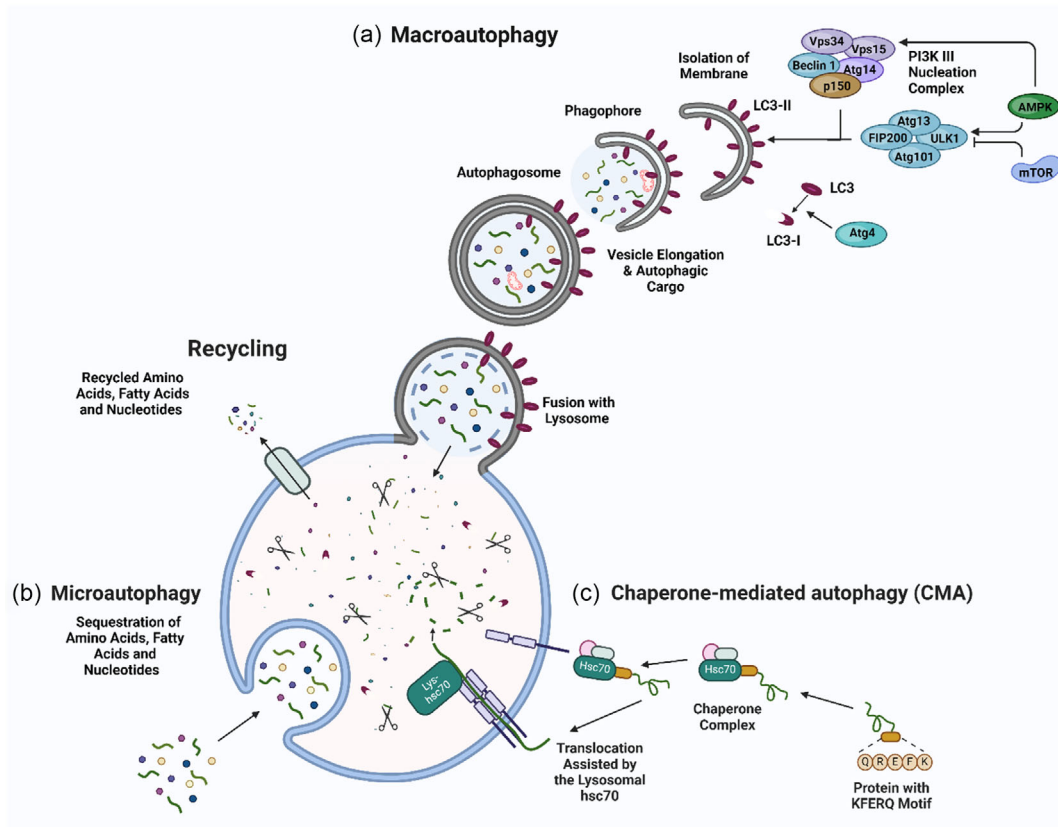 (a) Macroautophagy
Isolation of
Membrane
Vps34
Vps15
Beclin 1
Atg14
p150
PI3K III
Nucleation
Complex
AMPK
LC3-II
Phagophore
Atg13
FIP200
ULK1
Atg101
mTOR
Autophagosome
LC3
LC3-I
Atg4
Vesicle Elongation
& Autophagic
Cargo
Recycling
Recycled Amino
Acids, Fatty Acids
and Nucleotides
Fusion with
Lysosome
(b) Microautophagy
Sequestration of
Amino Acids, Fatty
Acids and
Nucleotides
(c) Chaperone-mediated autophagy (CMA)
Hsc70
Hsc70
Lys-
hsc70
Chaperone
Complex
Translocation
Assisted by
the Lysosomal
hsc70
Q R E F K
Protein with
KFERQ Motif